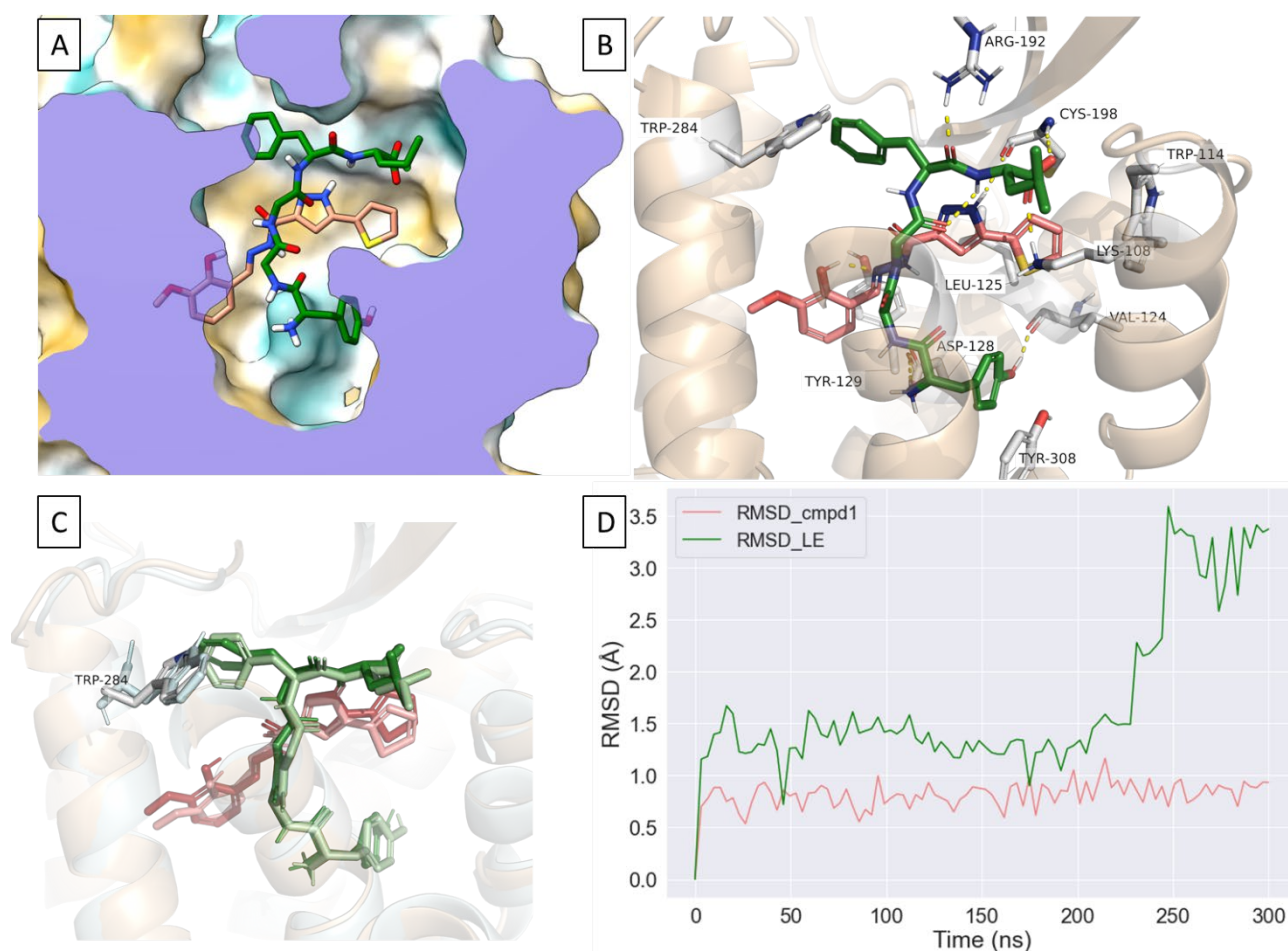 A
B
ARG-192
CYS-198
TRP-284
TRP-114
LYS-108
LEU-125
VAL-124
ASP-128
TYR-129
TYR-308
C
TRP-284
D
RMSD_cmpd1
RMSD_LE
RMSD (Å)
3.5
3.0
2.5
2.0
1.5
1.0
0.5
0.0
0 50 100 150 200 250 300
Time (ns)